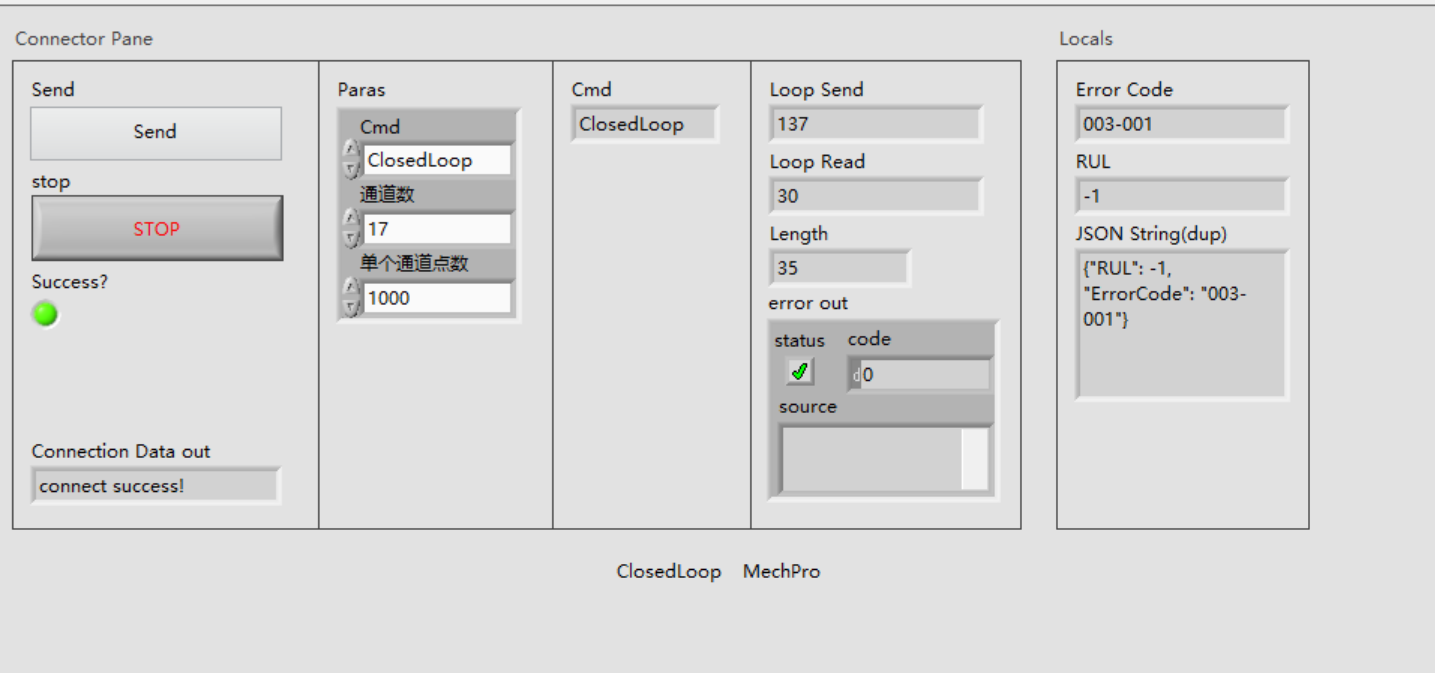 Connector Pane
Locals
Send
Send
stop
STOP
Success?
Connection Data out
connect success!
Paras
Cmd
ClosedLoop
通道数
17
单个通道点数
1000
Cmd
ClosedLoop
Loop Send
137
Loop Read
30
Length
35
error out
status
code
d0
source
Error Code
003-001
RUL
-1
JSON String(dup)
{"RUL": -1,
"ErrorCode": "003-
001"}
ClosedLoop MechPro